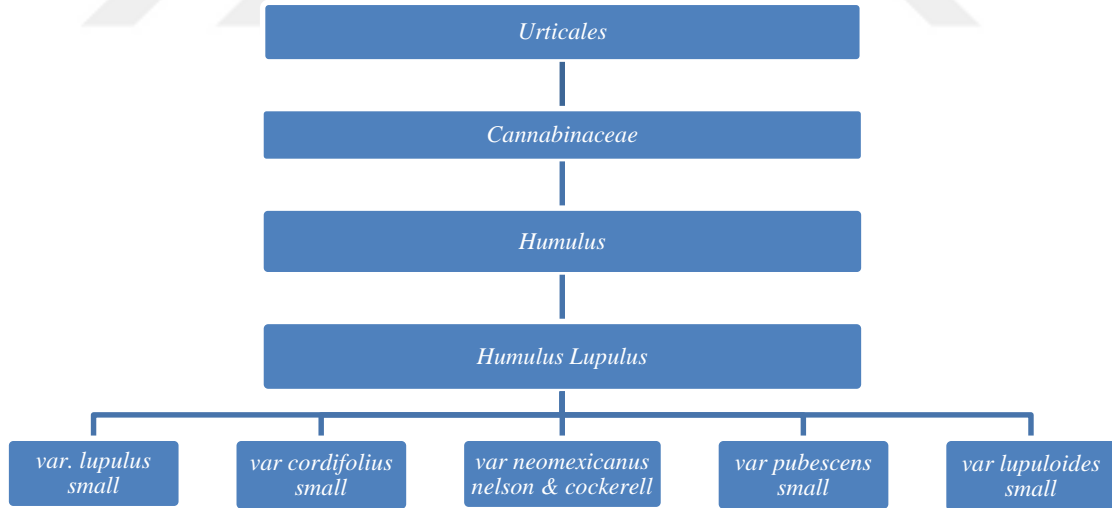 Urticales
Cannabinaceae
Humulus
Humulus Lupulus
var. lupulus
small
var cordifolius
small
var neomexicanus
nelson & cockerell
var pubescens
small
var lupuloides
small